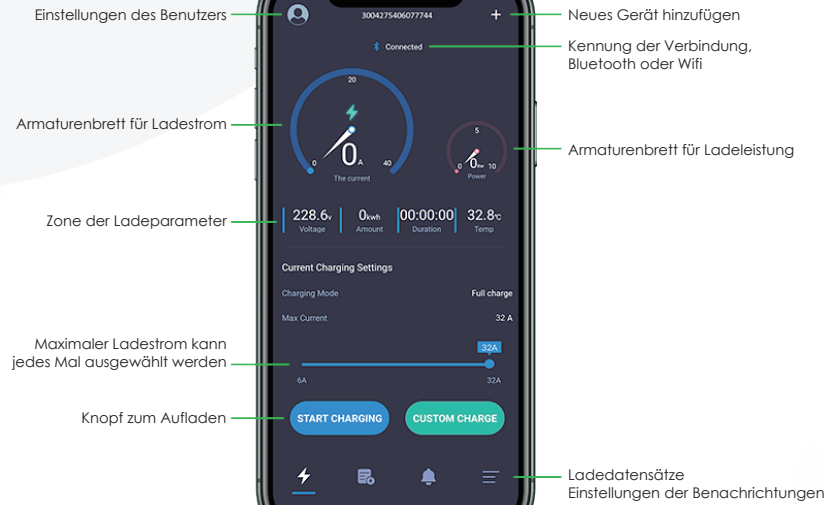 Einstellungen des Benutzers
3004275406077744
+
Neues Gerät hinzufügen
Connected
Kennung der Verbindung,
Bluetooth oder Wifi
Armaturenbrett für Ladestrom
20
0
40
0A
The current
5
0
10
0kw
Power
Armaturenbrett für Ladeleistung
Zone der Ladeparameter
228.6v 0kwh 00:00:00 32.8℃
Voltage Amount Duration Temp
Current Charging Settings
Charging Mode Full charge
Max Current 32 A
Maximaler Ladestrom kann
jedes Mal ausgewählt werden
32A
6A 32A
Knopf zum Aufladen
START CHARGING CUSTOM CHARGE
Ladedatensätze
Einstellungen der Benachrichtungen